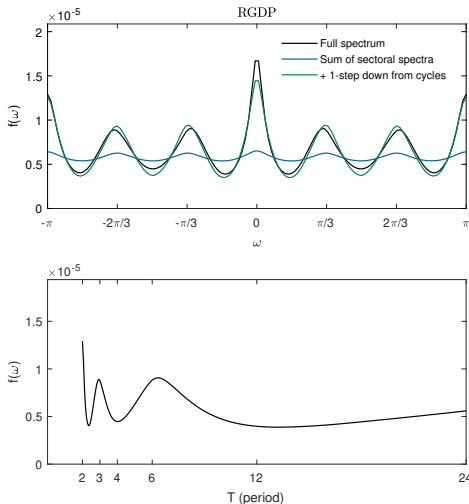 RGDP
×10⁻⁵
2
1.5
1
0.5
0
f(ω)
Full spectrum
Sum of sectoral spectra
+ 1-step down from cycles
-π -2π/3 -π/3 0 π/3 2π/3 π
ω
×10⁻⁵
1.5
1
0.5
0
f(ω)
2 3 4 6 12 24
T (period)